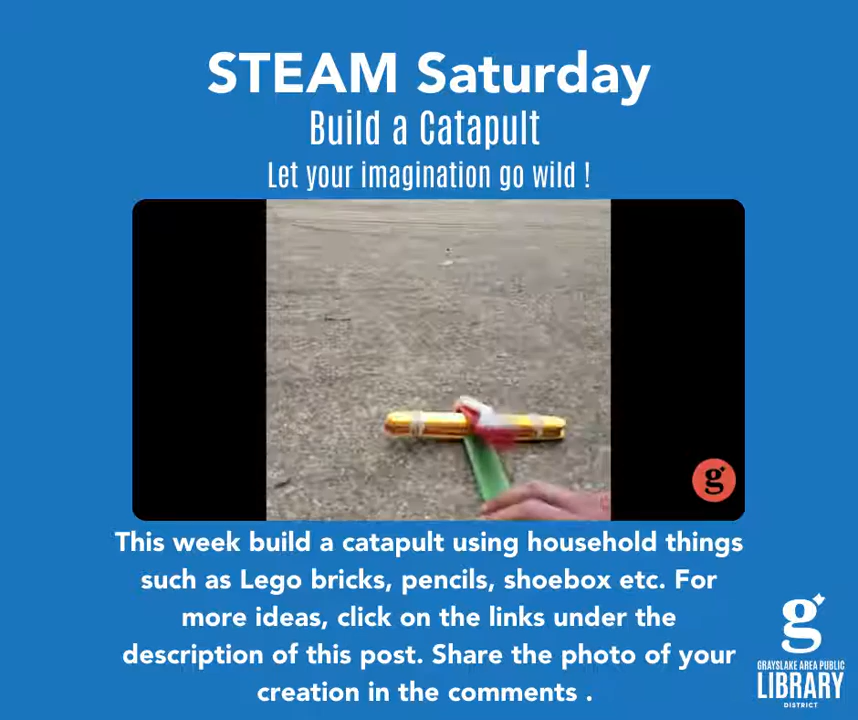 STEAM Saturday
Build a Catapult
Let your imagination go wild !
g
This week build a catapult using household things
such as Lego bricks, pencils, shoebox etc. For
more ideas, click on the links under the
description of this post. Share the photo of your
creation in the comments .
g
GRAYSLAKE AREA PUBLIC
LIBRARY
DISTRICT